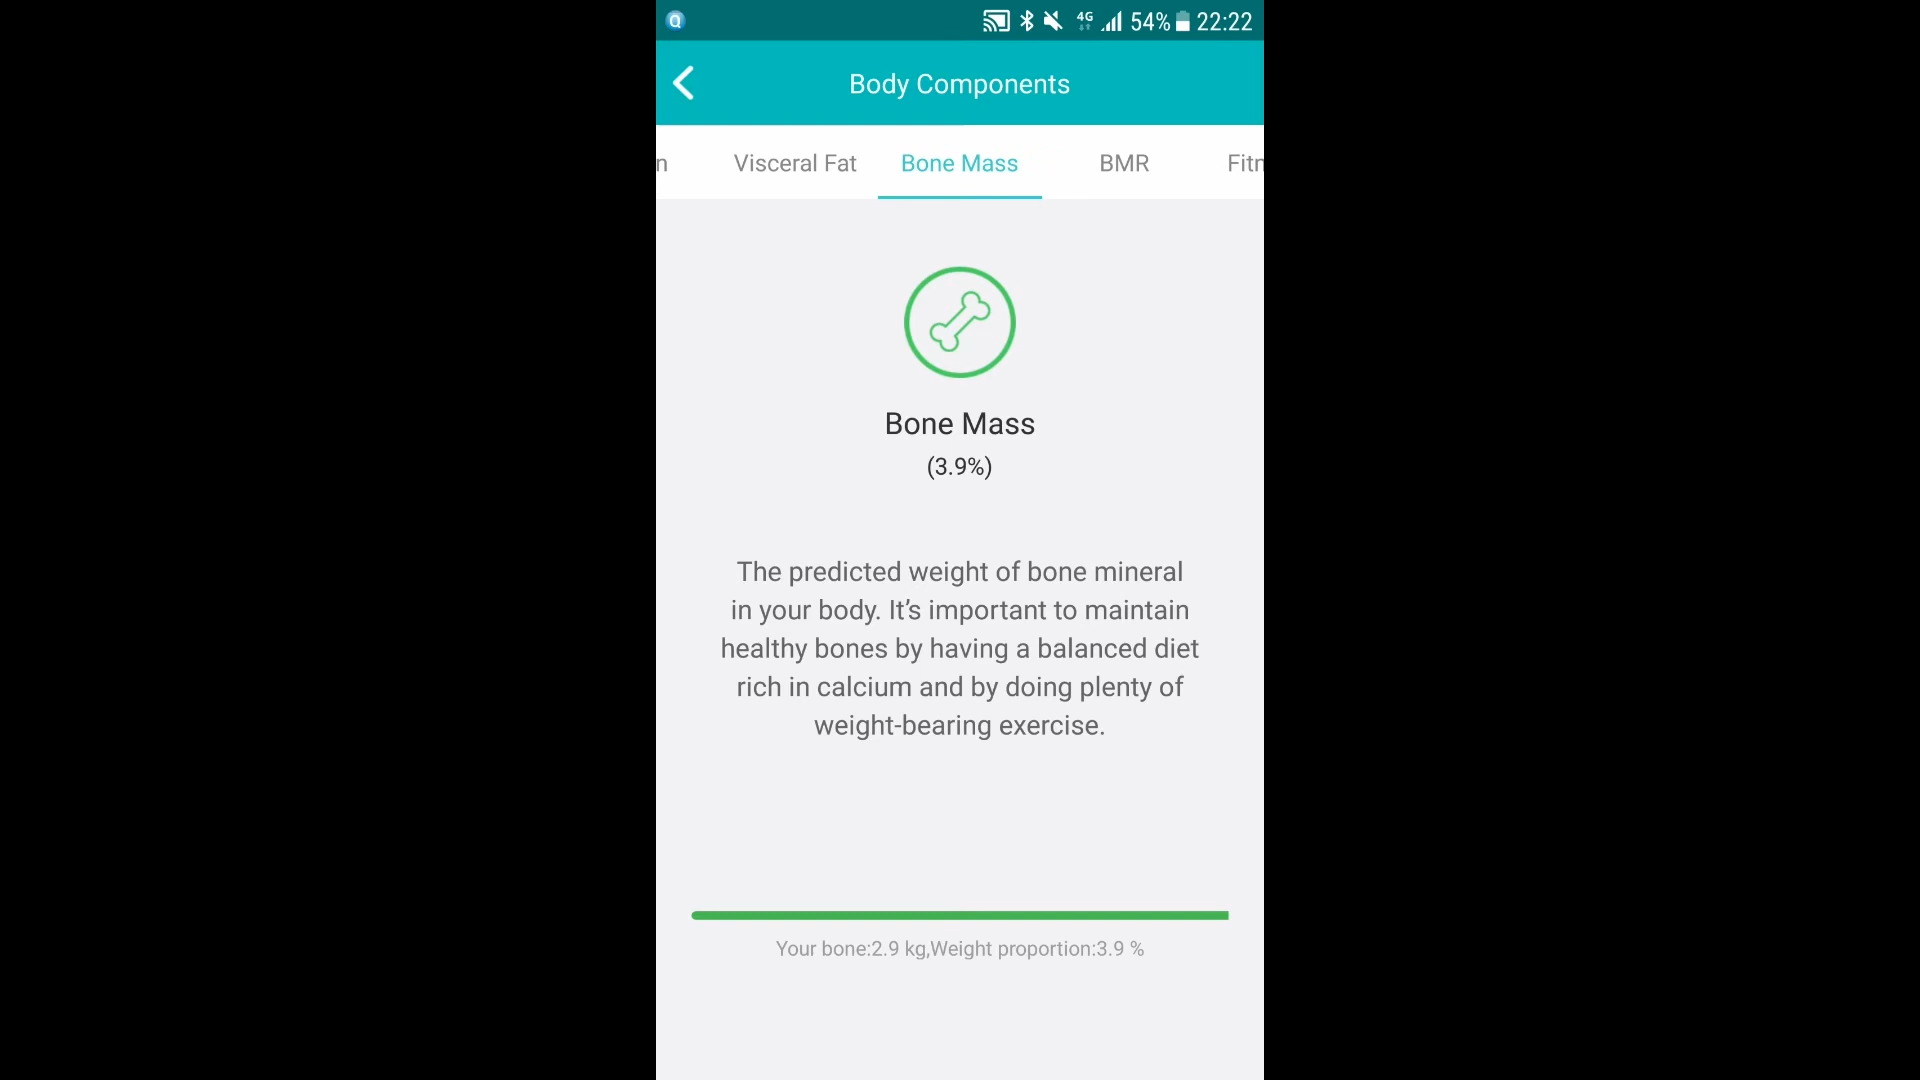 Q 4G 54% 22:22
Body Components
n Visceral Fat Bone Mass BMR Fitn
Bone Mass
(3.9%)
The predicted weight of bone mineral
in your body. It’s important to maintain
healthy bones by having a balanced diet
rich in calcium and by doing plenty of
weight-bearing exercise.
Your bone:2.9 kg,Weight proportion:3.9 %